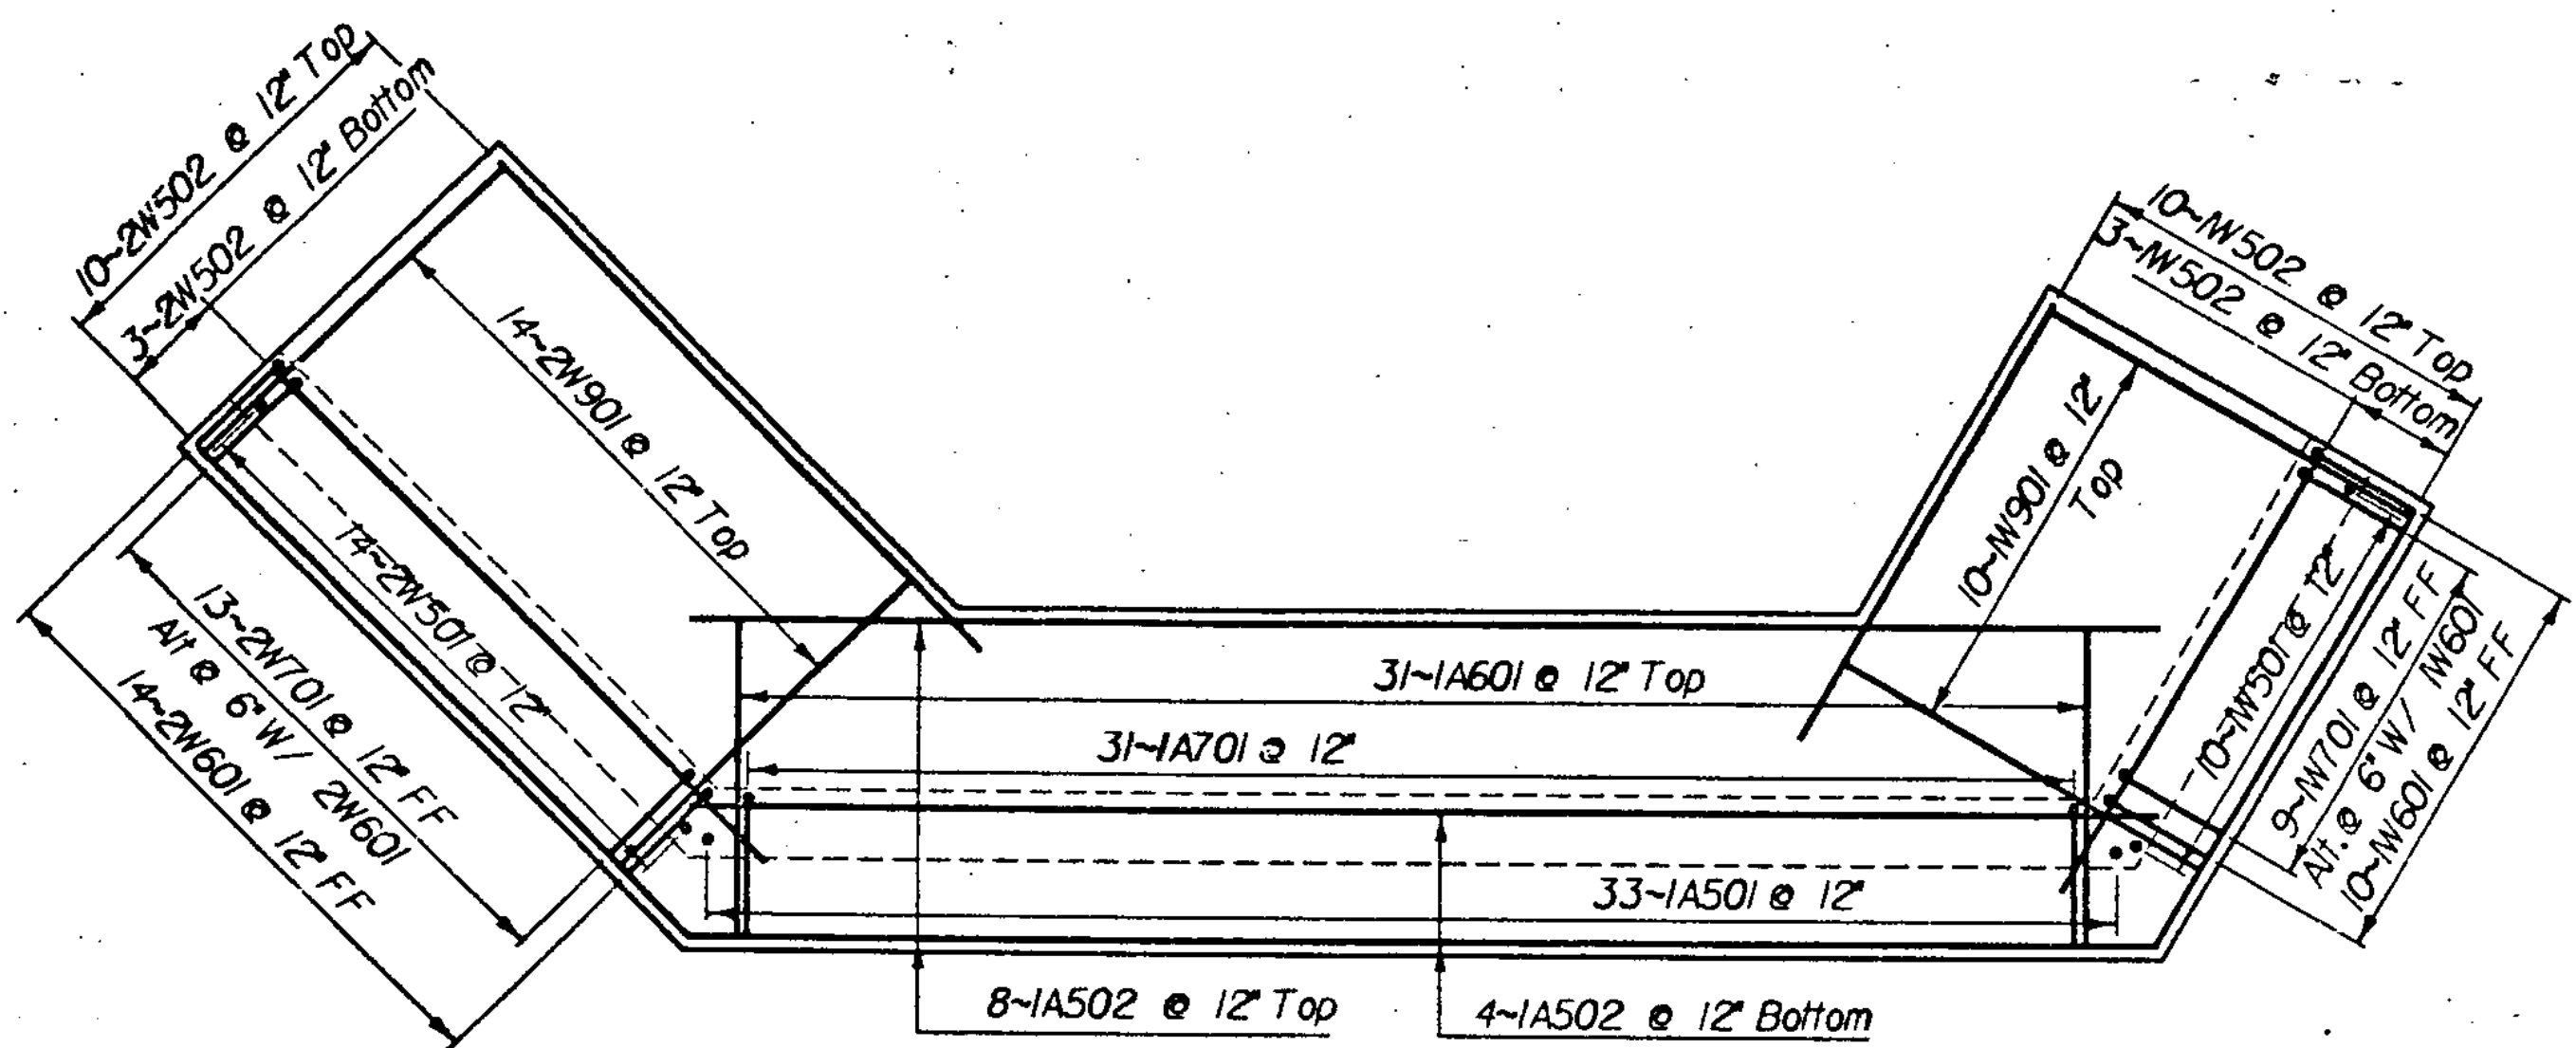 10~2W502 @ 12" Top
3~2W502 @ 12" Bottom
14~2W901 @ 12" Top
14~2W501 @ 12"
13~2W701 @ 12" FF
Alt @ 6" W/ 2W601
14~2W601 @ 12" FF
31~1A601 @ 12" Top
31~1A701 @ 12"
33~1A501 @ 12"
8~1A502 @ 12" Top
4~1A502 @ 12" Bottom
10~1W502 @ 12" Top
3~1W502 @ 12" Bottom
10~1W901 @ 12"
Top
10~1W501 @ 12"
9~1W701 @ 12" FF
Alt. @ 6" W/ 1W601
10~1W601 @ 12" FF